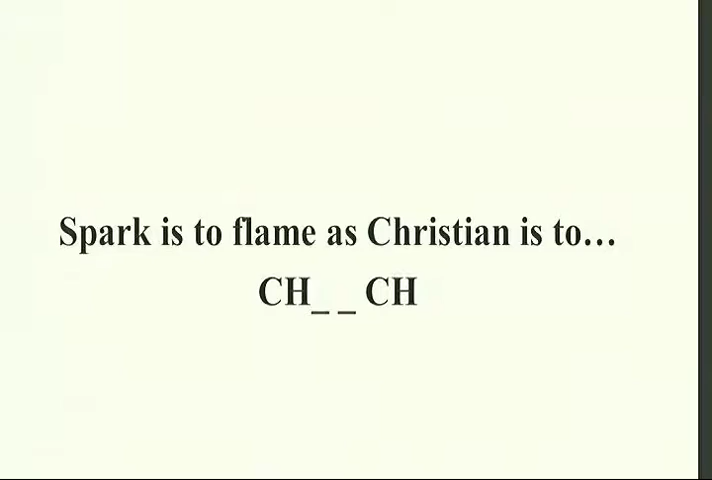 Spark is to flame as Christian is to…
CH_ _ CH